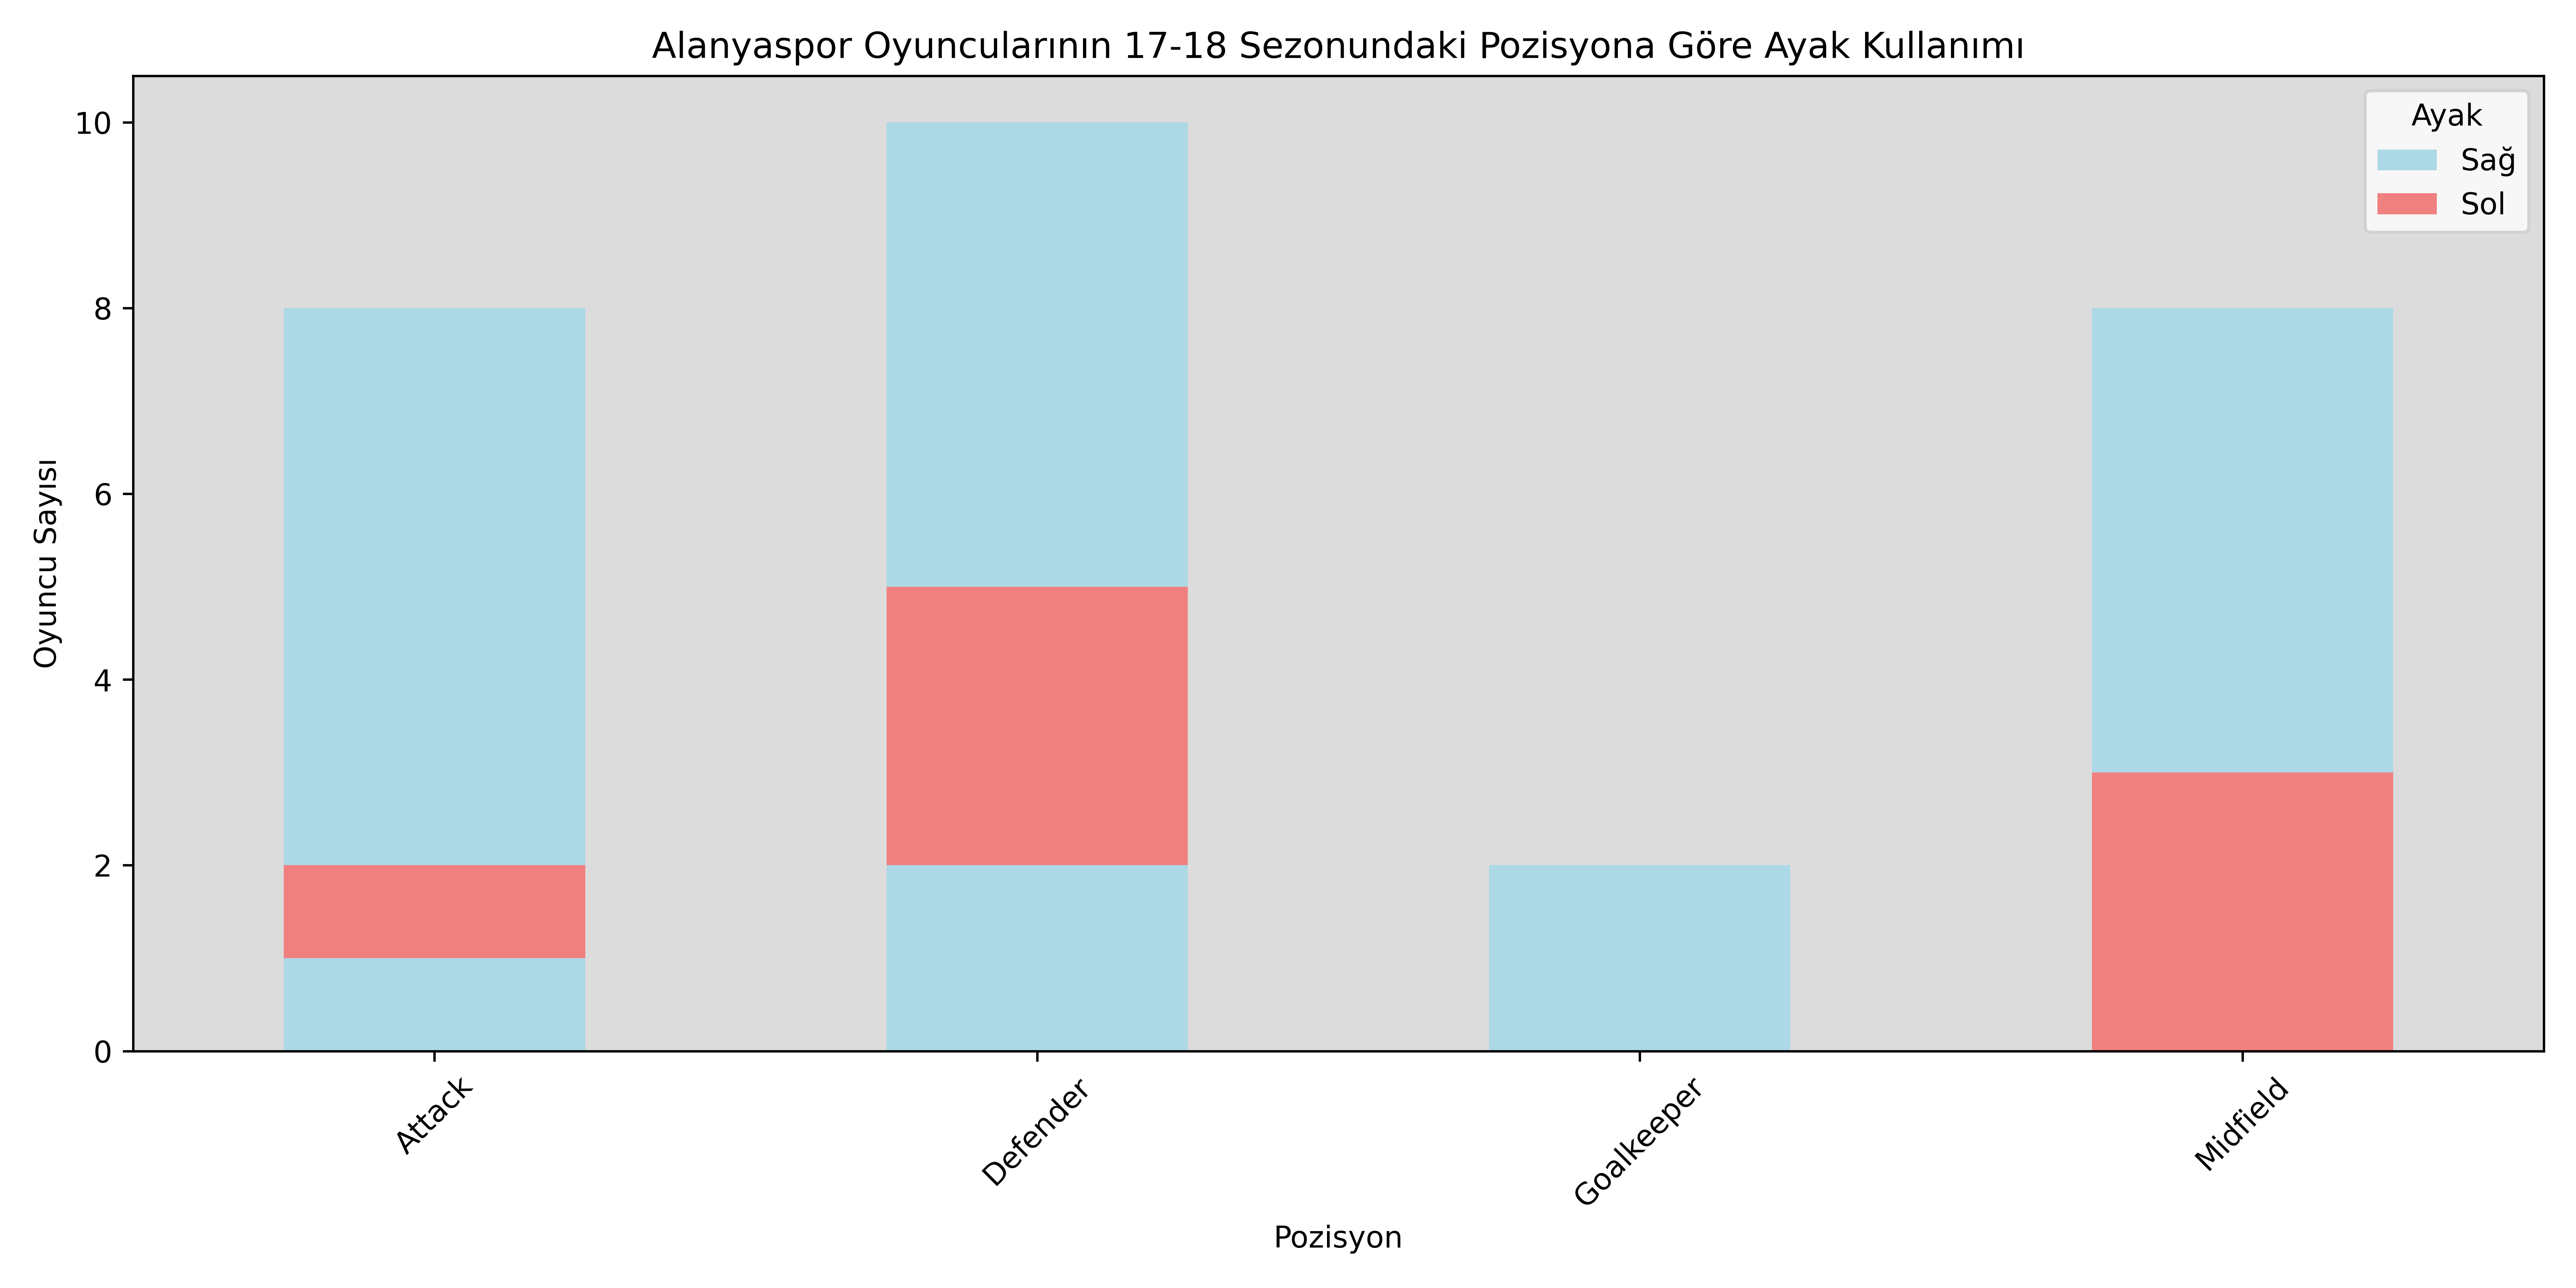 Alanyaspor Oyuncularının 17-18 Sezonundaki Pozisyona Göre Ayak Kullanımı
Ayak
Sağ
Sol
Oyuncu Sayısı
10
8
6
4
2
0
Attack
Defender
Goalkeeper
Midfield
Pozisyon